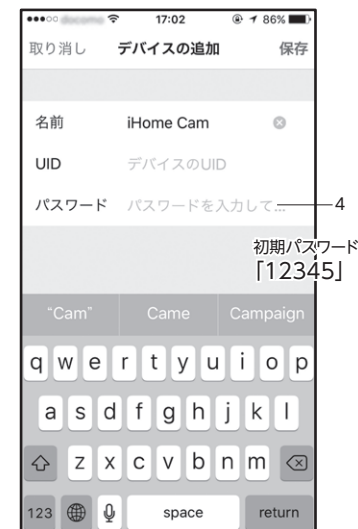 17:02
86%
取り消し デバイスの追加 保存
名前 iHome Cam
UID デバイスのUID
パスワード パスワードを入力して... 4
初期パスワード
「12345」
“Cam” Came Campaign
q w e r t y u i o p
a s d f g h j k l
z x c v b n m
123 space return